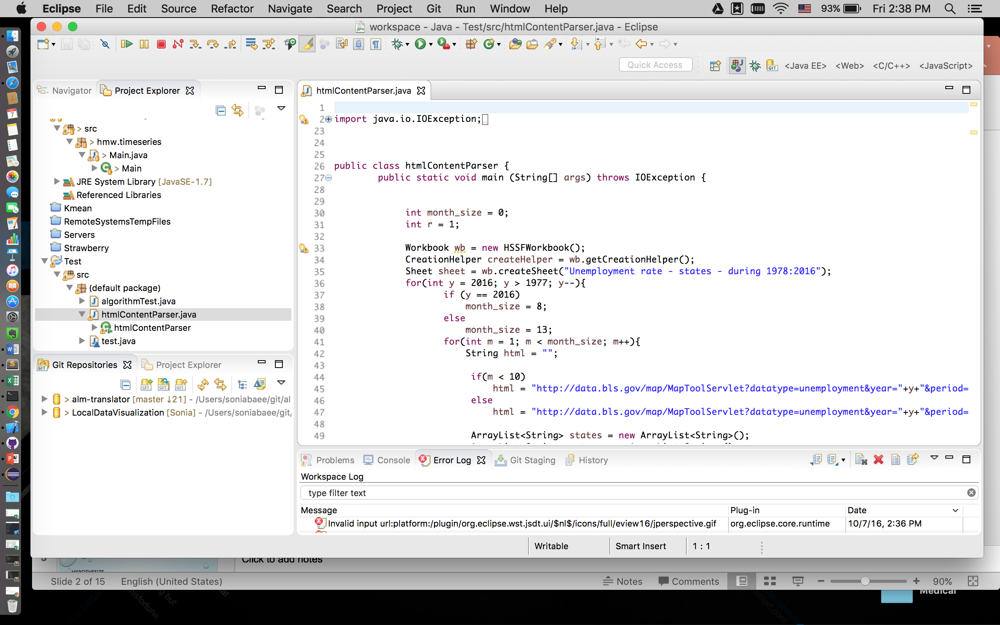 Eclipse File Edit Source Refactor Navigate Search Project Git Run Window Help 93% Fri 2:38 PM
workspace - Java - Test/src/htmlContentParser.java - Eclipse
Quick Access <Java EE> <Web> <C/C++> <JavaScript>
Navigator Project Explorer
> src
> hmw.timeseries
> Main.java
> Main
JRE System Library [JavaSE-1.7]
Referenced Libraries
Kmean
RemoteSystemsTempFiles
Servers
Strawberry
Test
src
(default package)
algorithmTest.java
htmlContentParser.java
htmlContentParser
test.java
Git Repositories Project Explorer
> alm-translator [master ↓21] - /Users/soniabaee/git/al
> LocalDataVisualization [Sonia] - /Users/soniabaee/git/
htmlContentParser.java
1
2 import java.io.IOException;
23
24
25
26 public class htmlContentParser {
27 public static void main (String[] args) throws IOException {
28
29
30 int month_size = 0;
31 int r = 1;
32
33 Workbook wb = new HSSFWorkbook();
34 CreationHelper createHelper = wb.getCreationHelper();
35 Sheet sheet = wb.createSheet("Unemployment rate - states - during 1978:2016");
36 for(int y = 2016; y > 1977; y--){
37 if (y == 2016)
38 month_size = 8;
39 else
40 month_size = 13;
41 for(int m = 1; m < month_size; m++){
42 String html = "";
43
44 if(m < 10)
45 html = "http://data.bls.gov/map/MapToolServlet?datatype=unemployment&year="+y+"&period=
46 else
47 html = "http://data.bls.gov/map/MapToolServlet?datatype=unemployment&year="+y+"&period=
48
49 ArrayList<String> states = new ArrayList<String>();
Problems Console Error Log Git Staging History
Workspace Log
type filter text
Message Plug-in Date
Invalid input url:platform:/plugin/org.eclipse.wst.jsdt.ui/$nl$/icons/full/eview16/jperspective.gif org.eclipse.core.runtime 10/7/16, 2:36 PM
Writable Smart Insert 1 : 1
Click to add notes
HYPOTHESIZE
Slide 2 of 15 English (United States) Notes Comments 90%
Medical
it is better
misfortune.